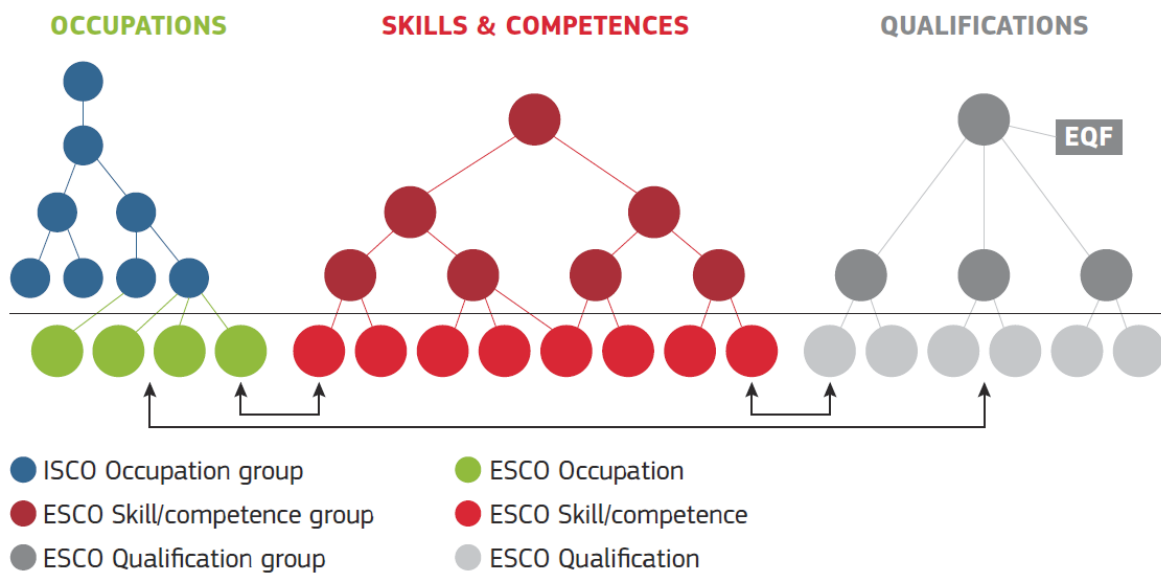 OCCUPATIONS
SKILLS & COMPETENCES
QUALIFICATIONS
EQF
ISCO Occupation group
ESCO Occupation
ESCO Skill/competence group
ESCO Skill/competence
ESCO Qualification group
ESCO Qualification